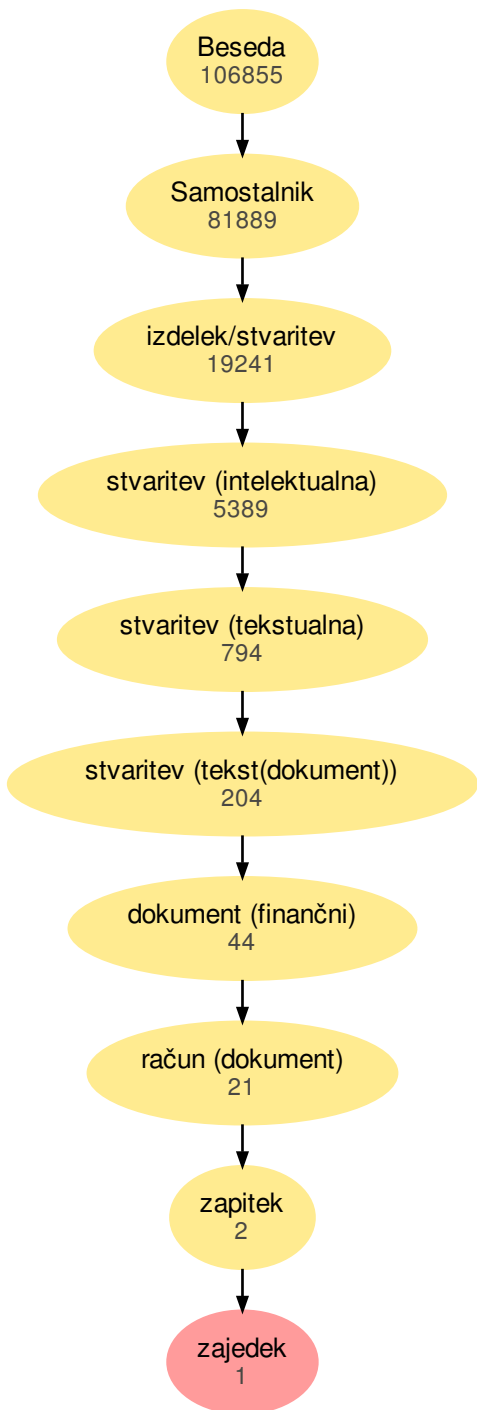 Beseda
106855
Samostalnik
81889
izdelek/stvaritev
19241
stvaritev (intelektualna)
5389
stvaritev (tekstualna)
794
stvaritev (tekst(dokument))
204
dokument (finančni)
44
račun (dokument)
21
zapitek
2
zajedek
1